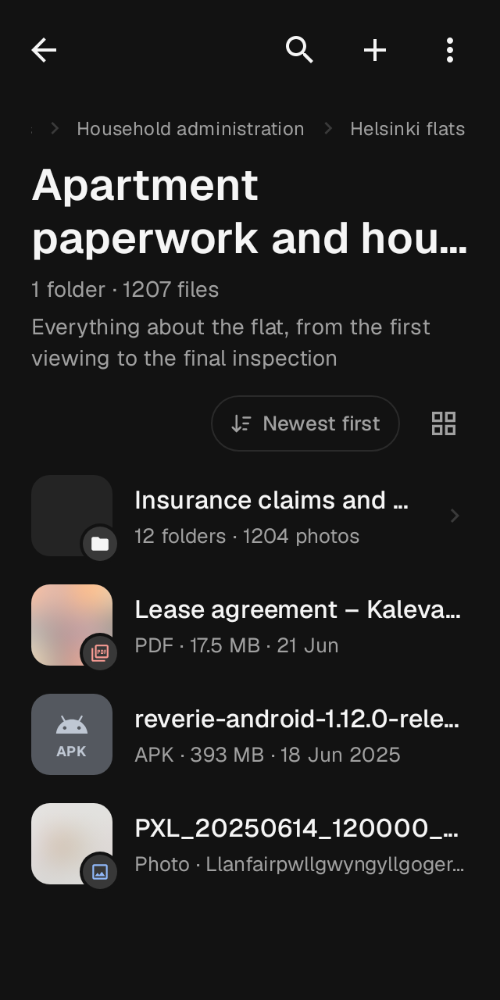 Household administration
Helsinki flats
Apartment
paperwork and hou...
1 folder · 1207 files
Everything about the flat, from the first
viewing to the final inspection
Newest first
Insurance claims and ...
12 folders · 1204 photos
Lease agreement – Kaleva...
PDF
PDF · 17.5 MB · 21 Jun
reverie-android-1.12.0-rele...
APK
APK · 393 MB · 18 Jun 2025
PXL_20250614_120000_...
Photo · Llanfairpwllgwyngyllgoger...